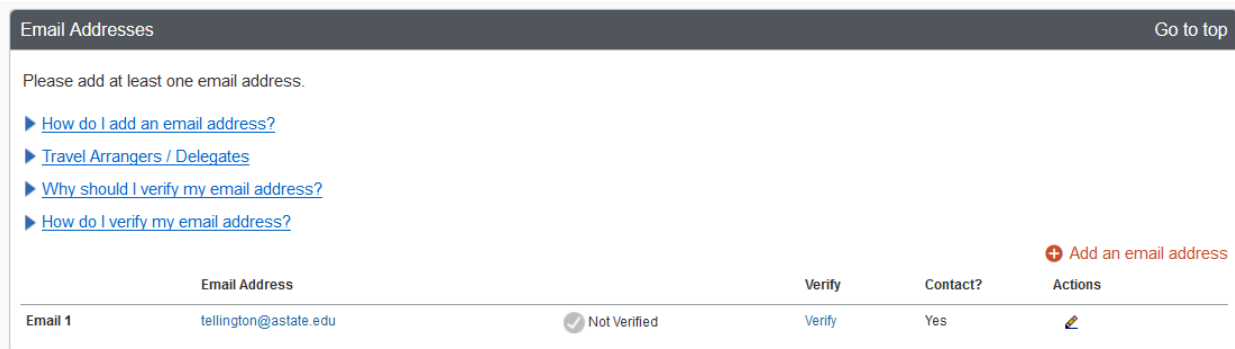 Email Addresses Go to top
Please add at least one email address.
How do I add an email address?
Travel Arrangers / Delegates
Why should I verify my email address?
How do I verify my email address?
Add an email address
Email Address Verify Contact? Actions
Email 1 tellington@astate.edu Not Verified Verify Yes